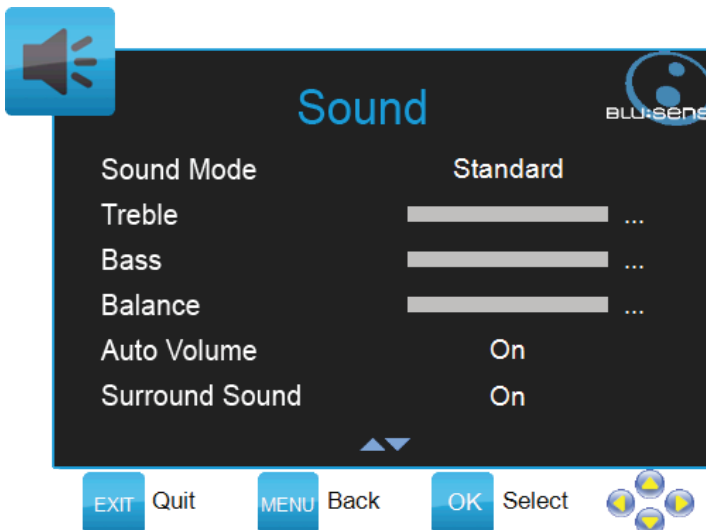 Sound
BLU:sens
Sound Mode Standard
Treble ...
Bass ...
Balance ...
Auto Volume On
Surround Sound On
EXIT Quit MENU Back OK Select